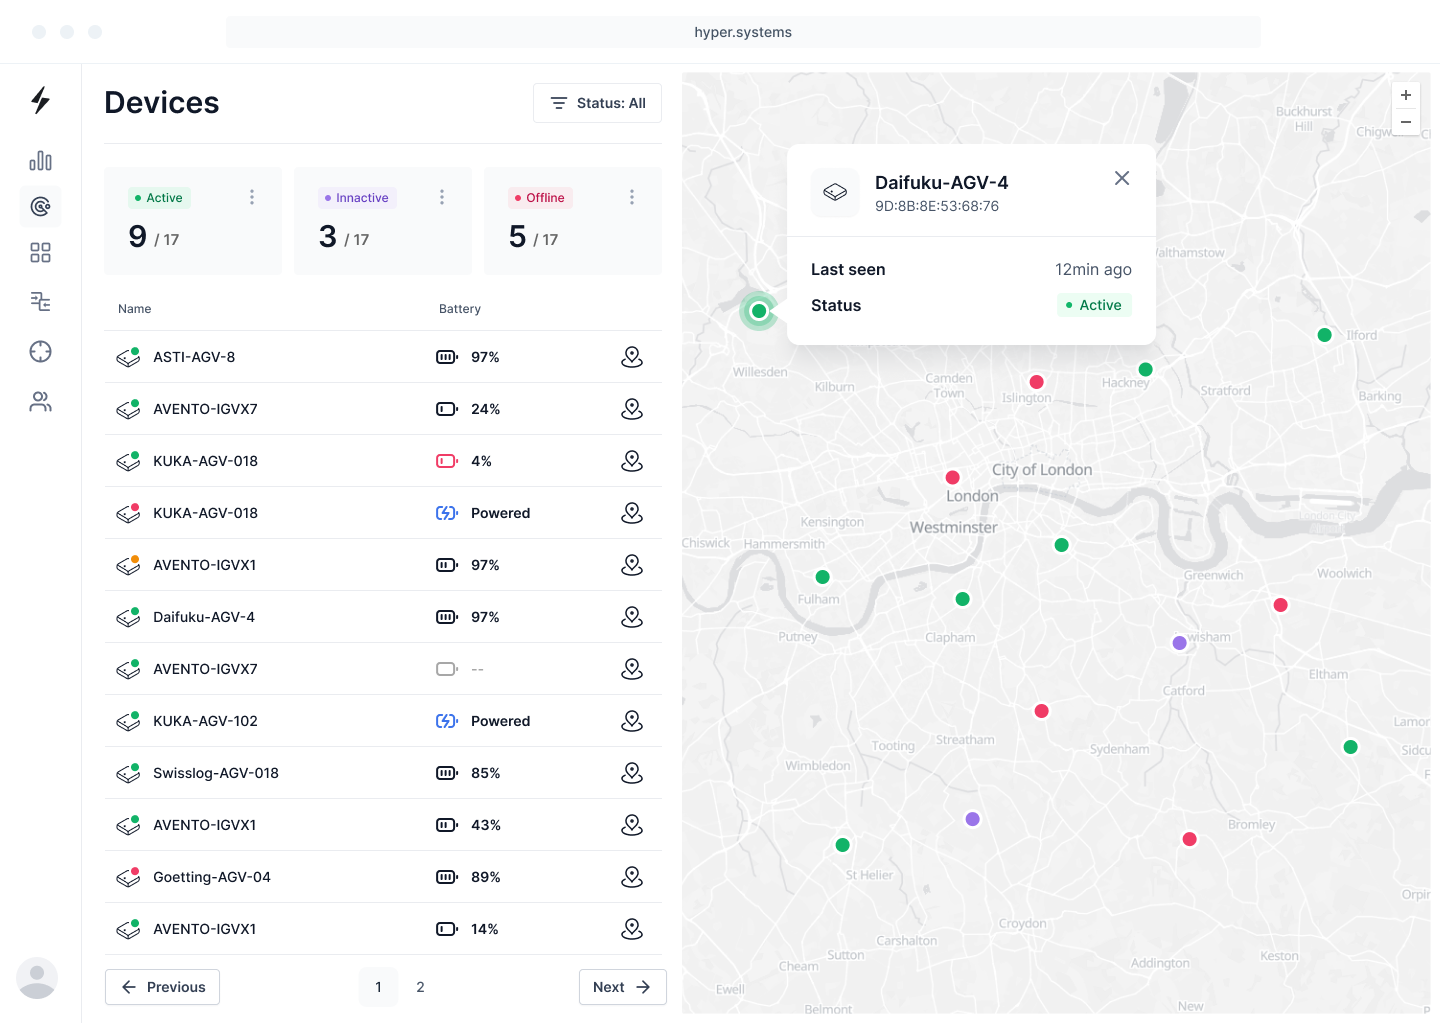 hyper.systems
Devices
Status: All
Active
9 / 17
Innactive
3 / 17
Offline
5 / 17
Name Battery
ASTI-AGV-8 97%
AVENTO-IGVX7 24%
KUKA-AGV-018 4%
KUKA-AGV-018 Powered
AVENTO-IGVX1 97%
Daifuku-AGV-4 97%
AVENTO-IGVX7 --
KUKA-AGV-102 Powered
Swisslog-AGV-018 85%
AVENTO-IGVX1 43%
Goetting-AGV-04 89%
AVENTO-IGVX1 14%
Previous 1 2 Next
+
−
Daifuku-AGV-4
9D:8B:8E:53:68:76
Last seen 12min ago
Status Active
Buckhurst
Hill
Chigw
Ch
althamstow
Ilford
Willesden
Kilburn
Camden
Town
Islington
Hackney
Stratford
Barking
City of London
London
Westminster
Kensington
London City
Chiswick
Hammersmith
Greenwich
Woolwich
Fulham
Putney
Clapham
wisham
Eltham
Catford
Lamor
Tooting
Streatham
Sydenham
Sidcu
F
Wimbledon
Bromley
St Helier
Orpin
Croydon
Carshalton
Sutton
Cheam
Addington
Keston
Ewell
Belmont
New
P